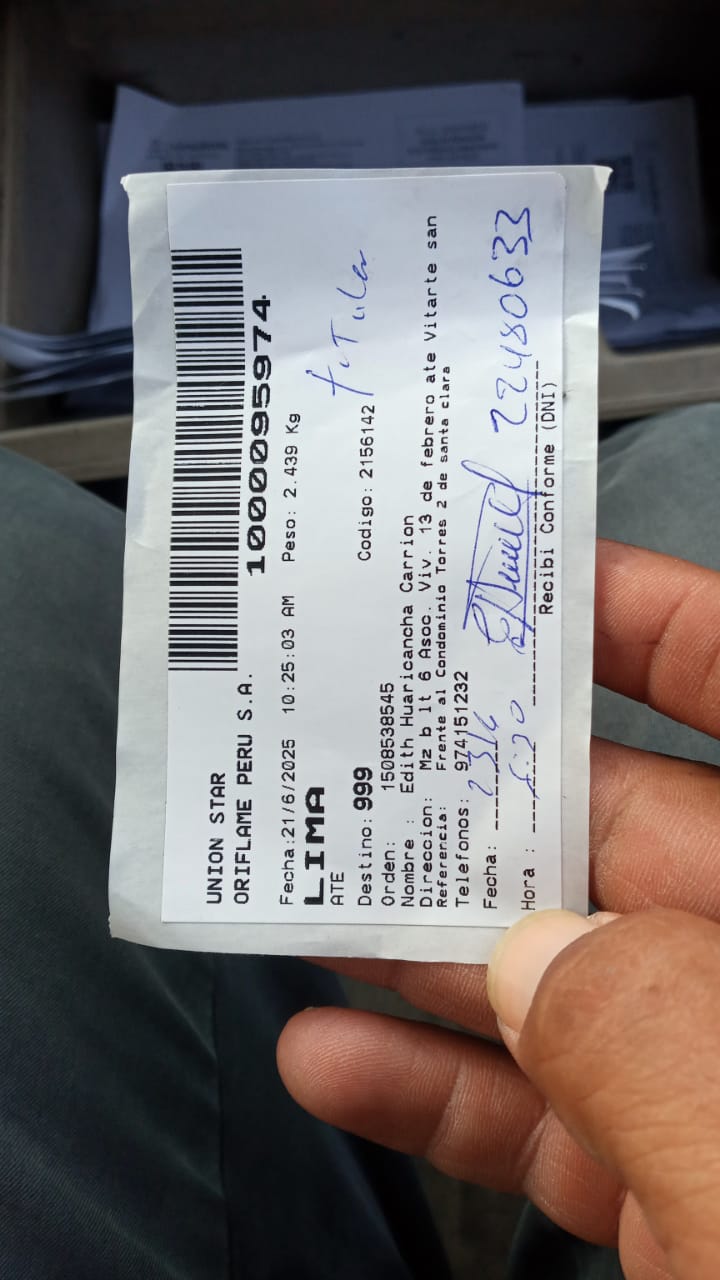 1000095974
UNION STAR
ORIFLAME PERU S.A.
Fecha:21/6/2025 10:25:03 AM Peso: 2.439 Kg
LIMA
ATE
titular
Destino: 999 Codigo: 2156142
Orden: 1508538545
Nombre : Edith Huaricancha Carrion
Direccion: Mz b lt 6 Asoc. Viv. 13 de febrero ate Vitarte san
Referencia: Frente al Condominio Torres 2 de santa clara
Telefonos: 974151232
Fecha: 23/6 22480633
Hora :
Recibi Conforme (DNI)